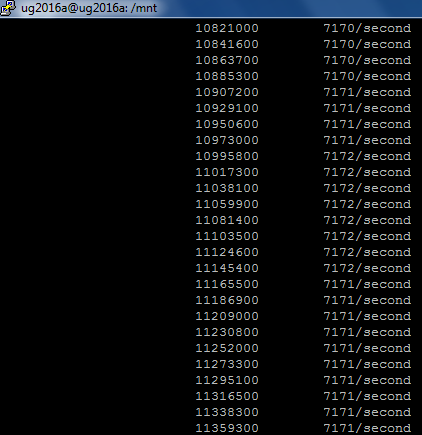 ug2016a@ug2016a: /mnt
10821000 7170/second
10841600 7170/second
10863700 7170/second
10885300 7170/second
10907200 7171/second
10929100 7171/second
10950600 7171/second
10973000 7171/second
10995800 7172/second
11017300 7172/second
11038100 7172/second
11059900 7172/second
11081400 7172/second
11103500 7172/second
11124600 7172/second
11145400 7172/second
11165500 7171/second
11186900 7171/second
11209000 7171/second
11230800 7171/second
11252000 7171/second
11273300 7171/second
11295100 7171/second
11316500 7171/second
11338300 7171/second
11359300 7171/second